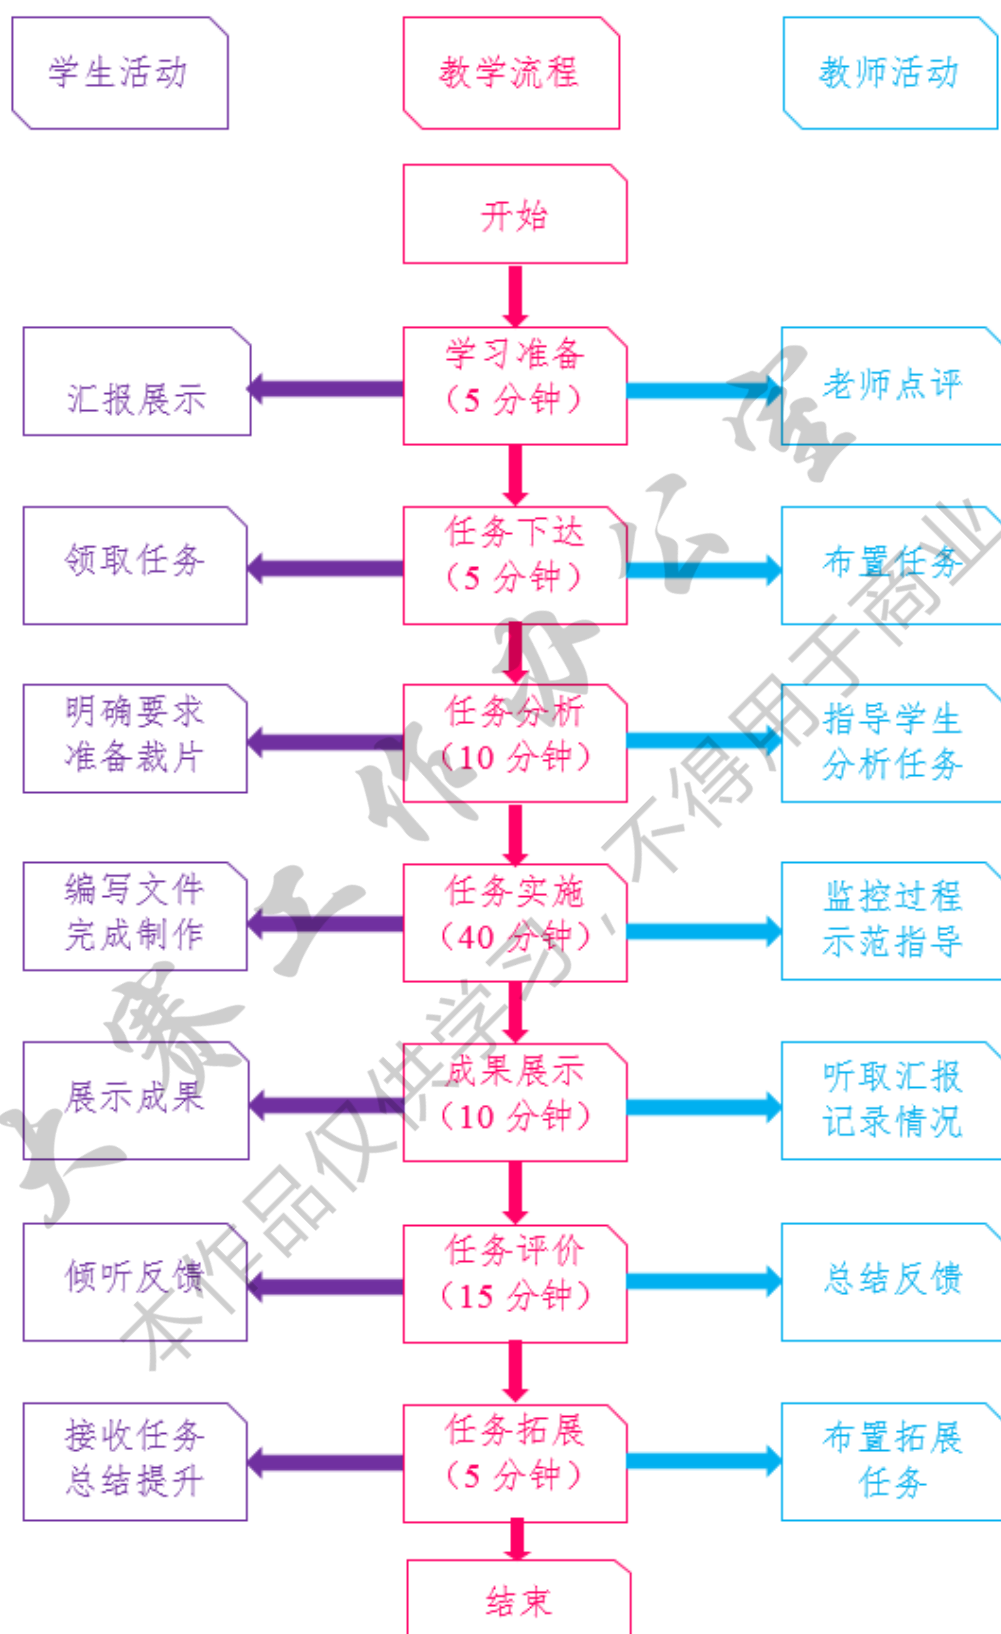 学生活动
教学流程
教师活动
开始
汇报展示
学习准备
（5 分钟）
老师点评
领取任务
任务下达
（5 分钟）
布置任务
明确要求
准备裁片
任务分析
（10 分钟）
指导学生
分析任务
编写文件
完成制作
任务实施
（40 分钟）
监控过程
示范指导
展示成果
成果展示
（10 分钟）
听取汇报
记录情况
倾听反馈
任务评价
（15 分钟）
总结反馈
接收任务
总结提升
任务拓展
（5 分钟）
布置拓展
任务
结束
大赛工作办公室
本作品仅供学习，不得用于商业